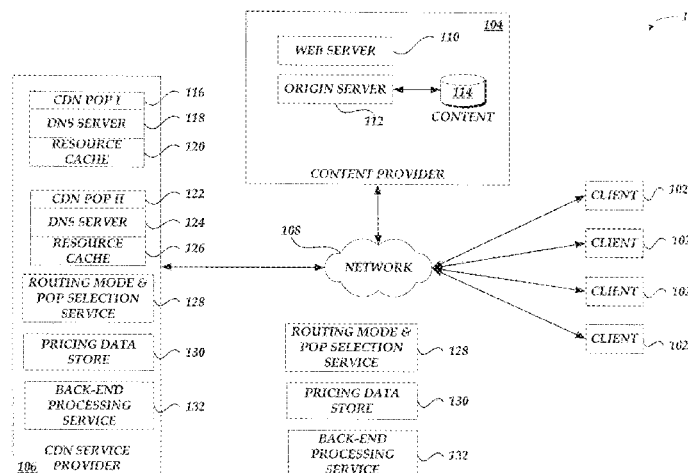 1
104
WEB SERVER
110
ORIGIN SERVER
112
114
CONTENT
CONTENT PROVIDER
CDN POP I
116
DNS SERVER
118
RESOURCE
CACHE
120
CDN POP II
122
DNS SERVER
124
RESOURCE
CACHE
126
ROUTING MODE &
POP SELECTION
SERVICE
128
PRICING DATA
STORE
130
BACK-END
PROCESSING
SERVICE
132
CDN SERVICE
PROVIDER
106
108
NETWORK
CLIENT
102
CLIENT
102
CLIENT
102
CLIENT
102
ROUTING MODE &
POP SELECTION
SERVICE
128
PRICING DATA
STORE
130
BACK-END
PROCESSING
SERVICE
132